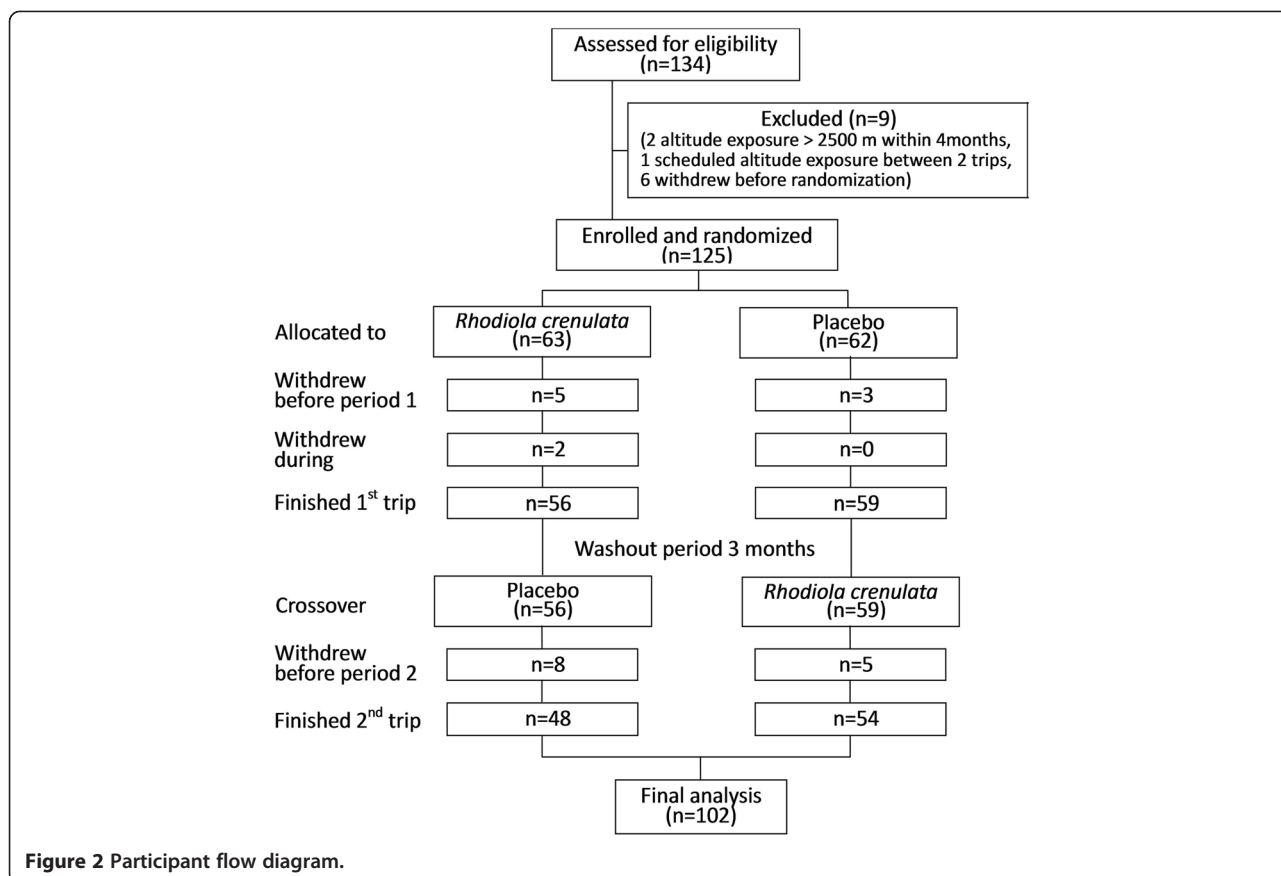 Assessed for eligibility
(n=134)
Excluded (n=9)
(2 altitude exposure > 2500 m within 4months,
1 scheduled altitude exposure between 2 trips,
6 withdrew before randomization)
Enrolled and randomized
(n=125)
Allocated to
Rhodiola crenulata
(n=63)
Placebo
(n=62)
Withdrew
before period 1
n=5
n=3
Withdrew
during
n=2
n=0
Finished 1st trip
n=56
n=59
Washout period 3 months
Crossover
Placebo
(n=56)
Rhodiola crenulata
(n=59)
Withdrew
before period 2
n=8
n=5
Finished 2nd trip
n=48
n=54
Final analysis
(n=102)
Figure 2 Participant flow diagram.